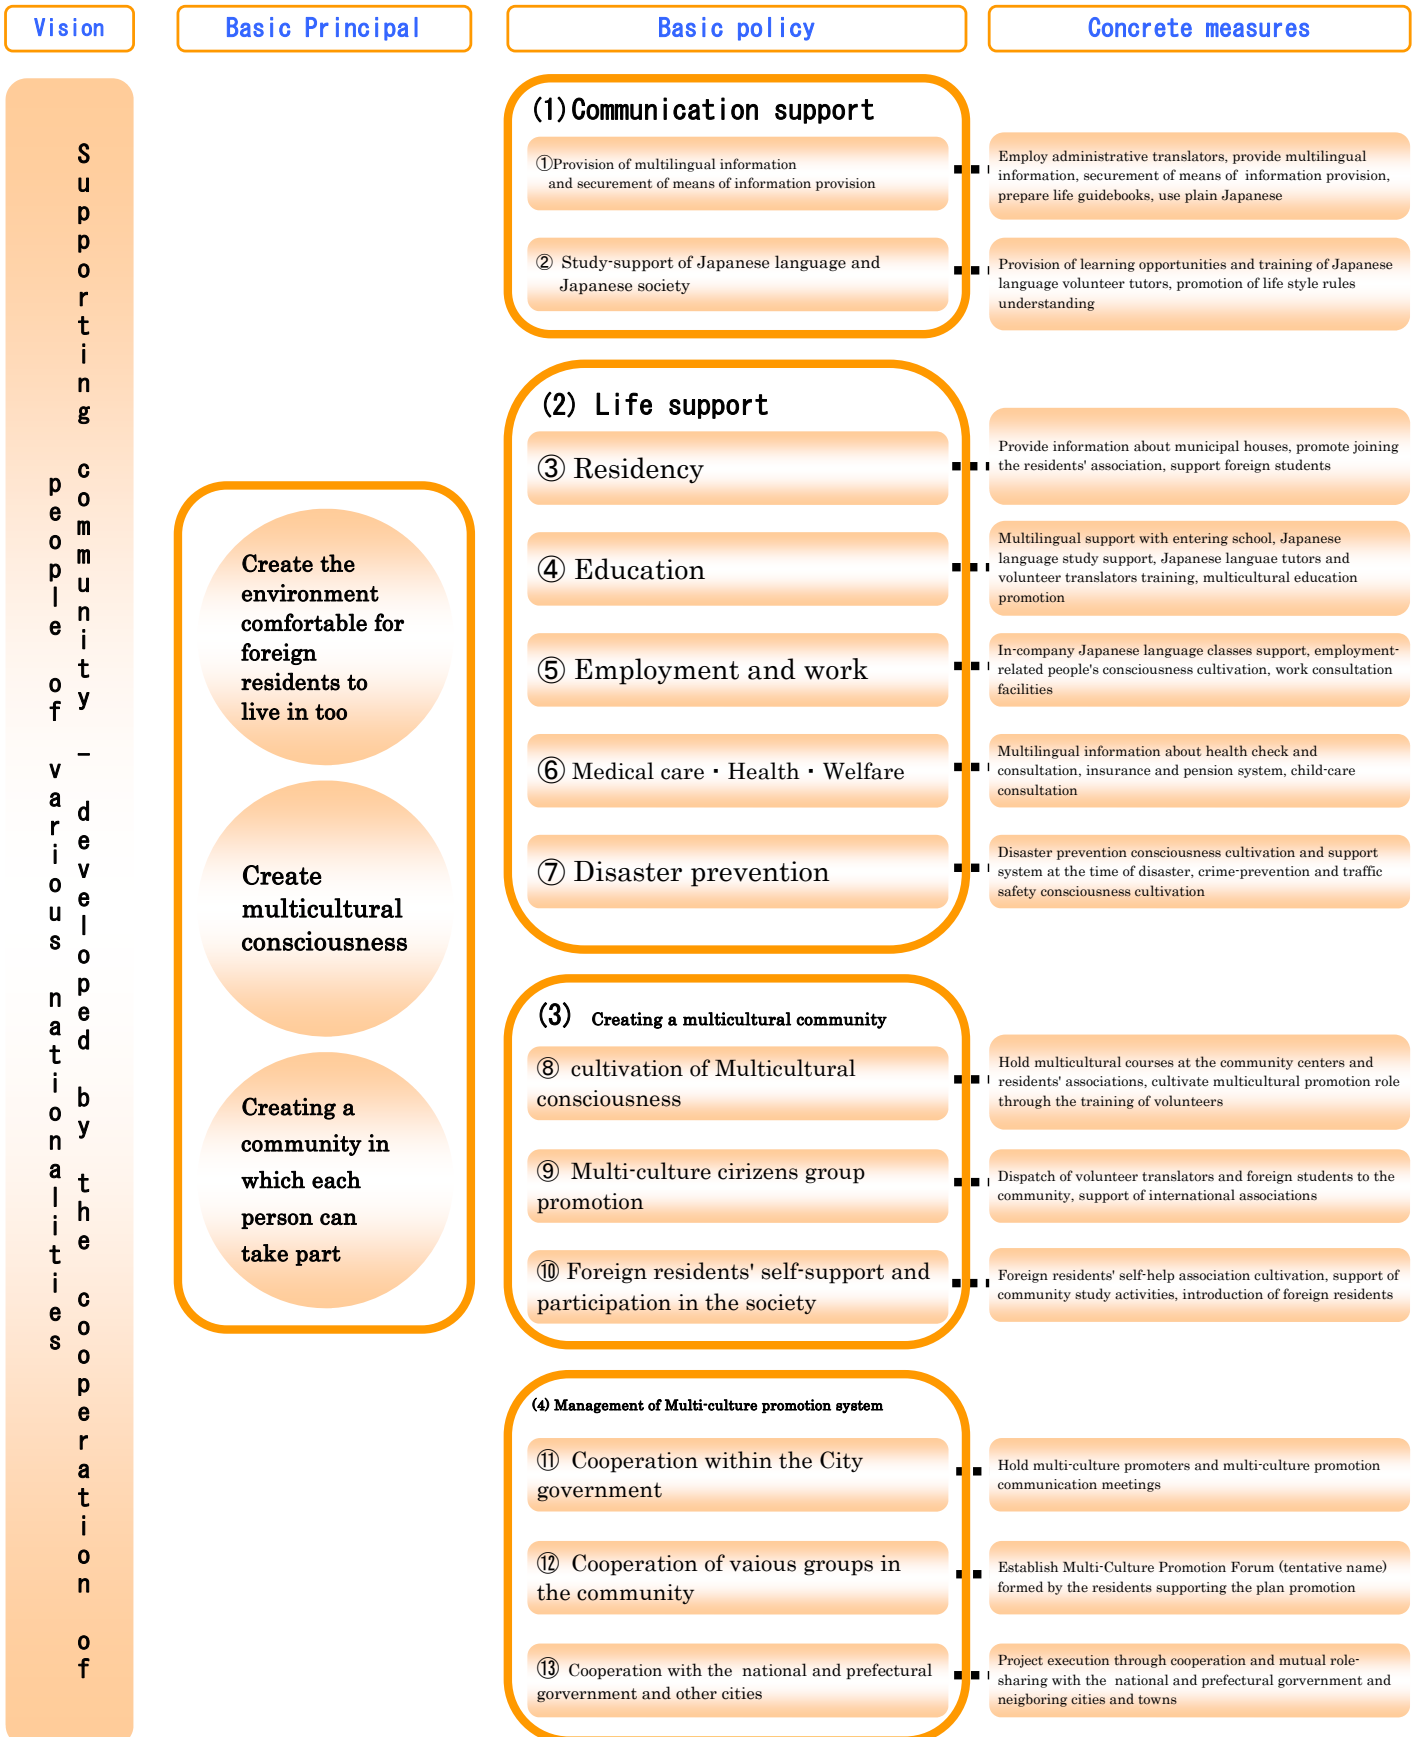 Vision
Basic Principal
Basic policy
Concrete measures
Supporting community – developed by the cooperation of
people of various nationalities
Create the
environment
comfortable for
foreign
residents to
live in too
Create
multicultural
consciousness
Creating a
community in
which each
person can
take part
(1)Communication support
①Provision of multilingual information
and securement of means of information provision
Employ administrative translators, provide multilingual
information, securement of means of information provision,
prepare life guidebooks, use plain Japanese
② Study-support of Japanese language and
Japanese society
Provision of learning opportunities and training of Japanese
language volunteer tutors, promotion of life style rules
understanding
(2) Life support
③ Residency
Provide information about municipal houses, promote joining
the residents' association, support foreign students
④ Education
Multilingual support with entering school, Japanese
language study support, Japanese languae tutors and
volunteer translators training, multicultural education
promotion
⑤ Employment and work
In-company Japanese language classes support, employment-
related people's consciousness cultivation, work consultation
facilities
⑥ Medical care・Health・Welfare
Multilingual information about health check and
consultation, insurance and pension system, child-care
consultation
⑦ Disaster prevention
Disaster prevention consciousness cultivation and support
system at the time of disaster, crime-prevention and traffic
safety consciousness cultivation
(3) Creating a multicultural community
⑧ cultivation of Multicultural
consciousness
Hold multicultural courses at the community centers and
residents' associations, cultivate multicultural promotion role
through the training of volunteers
⑨ Multi-culture cirizens group
promotion
Dispatch of volunteer translators and foreign students to the
community, support of international associations
⑩ Foreign residents' self-support and
participation in the society
Foreign residents' self-help association cultivation, support of
community study activities, introduction of foreign residents
(4) Management of Multi-culture promotion system
⑪ Cooperation within the City
government
Hold multi-culture promoters and multi-culture promotion
communication meetings
⑫ Cooperation of vaious groups in
the community
Establish Multi-Culture Promotion Forum (tentative name)
formed by the residents supporting the plan promotion
⑬ Cooperation with the national and prefectural
gorvernment and other cities
Project execution through cooperation and mutual role-
sharing with the national and prefectural gorvernment and
neigboring cities and towns